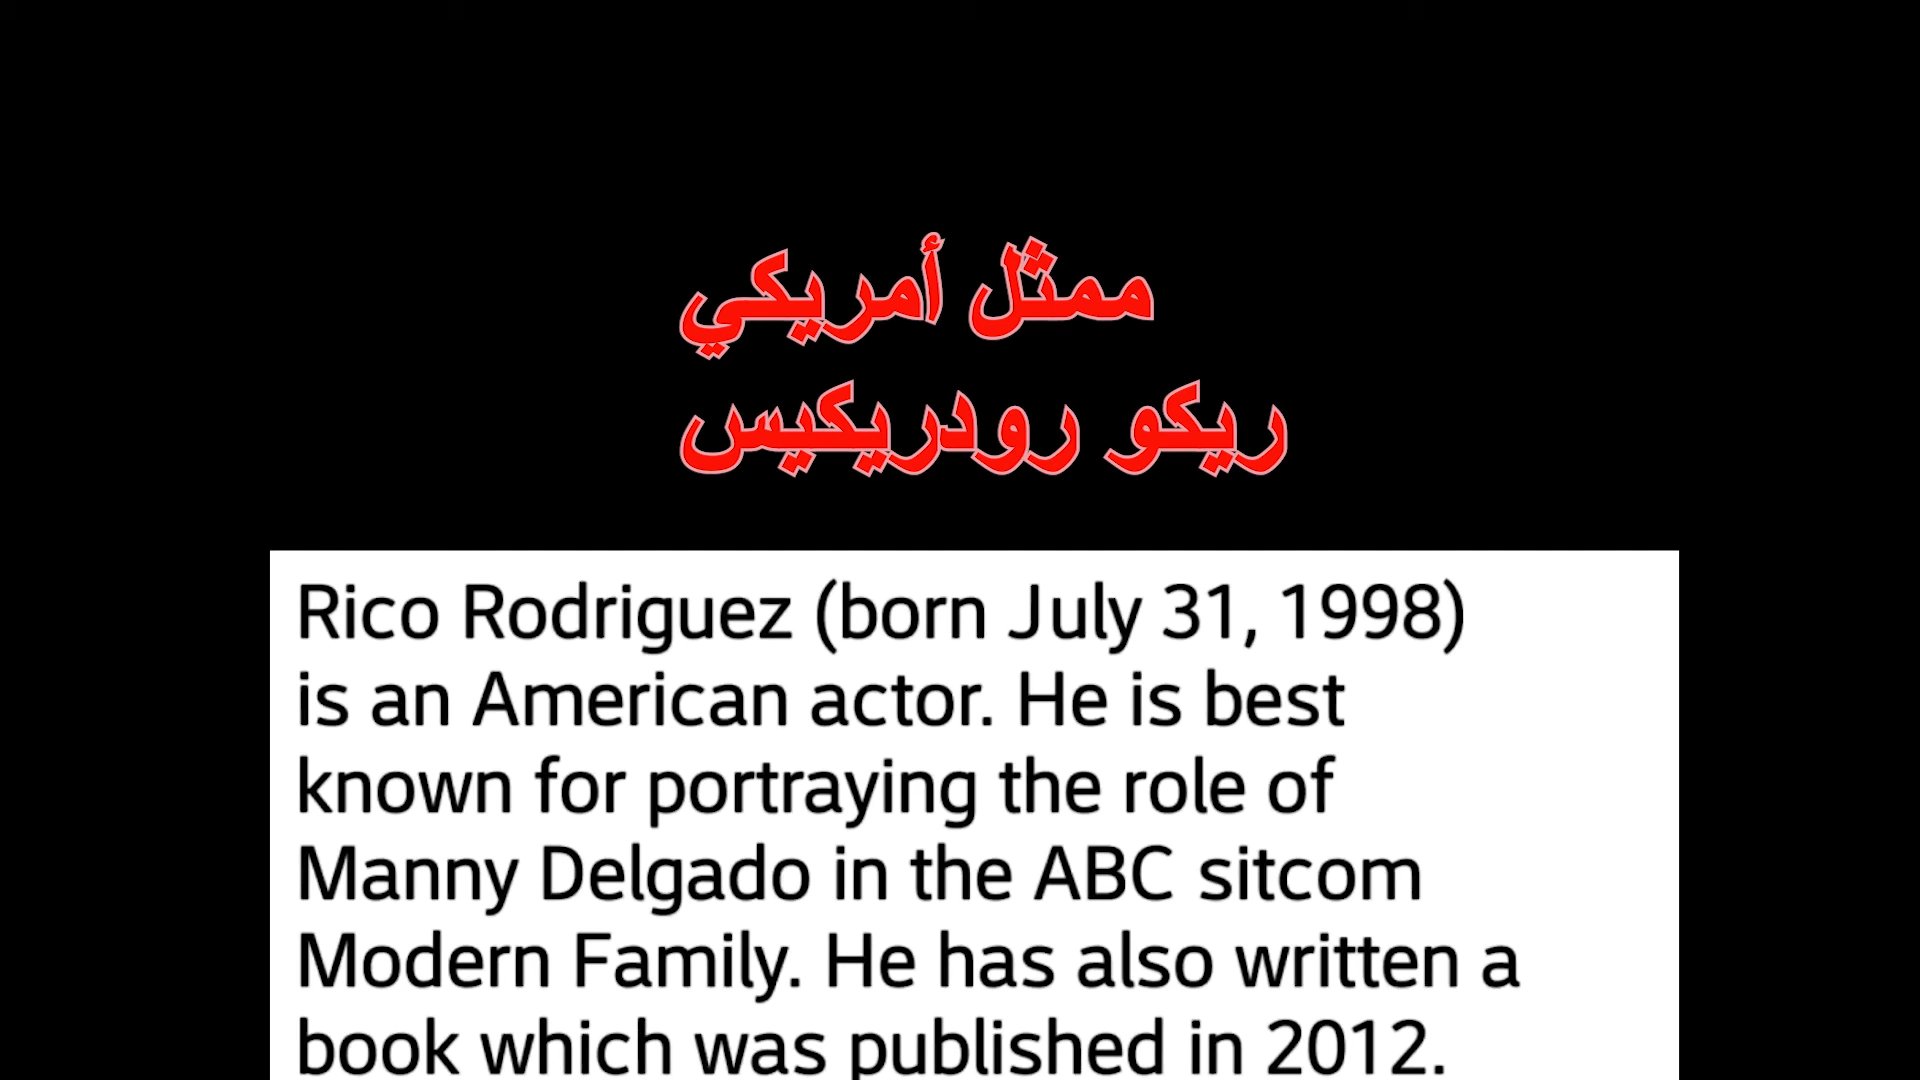 ممثل أمريكي
ريكو رودريكيس
Rico Rodriguez (born July 31, 1998)
is an American actor. He is best
known for portraying the role of
Manny Delgado in the ABC sitcom
Modern Family. He has also written a
book which was published in 2012.